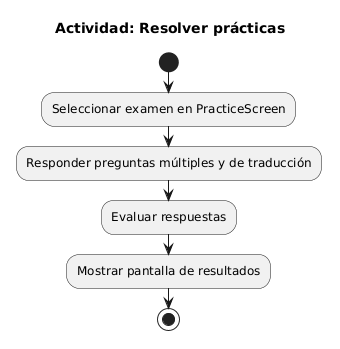 Actividad: Resolver prácticas
Seleccionar examen en PracticeScreen
Responder preguntas múltiples y de traducción
Evaluar respuestas
Mostrar pantalla de resultados